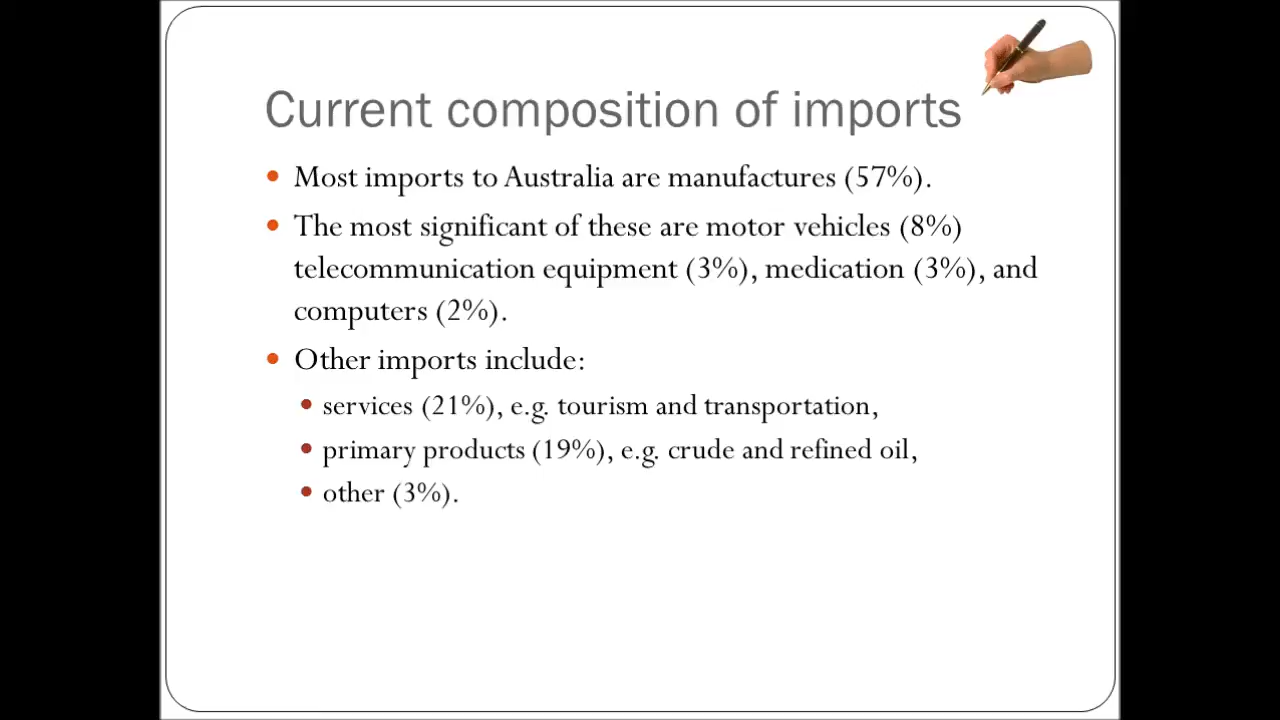 Current composition of imports
Most imports to Australia are manufactures (57%).
The most significant of these are motor vehicles (8%)
telecommunication equipment (3%), medication (3%), and
computers (2%).
Other imports include:
services (21%), e.g. tourism and transportation,
primary products (19%), e.g. crude and refined oil,
other (3%).